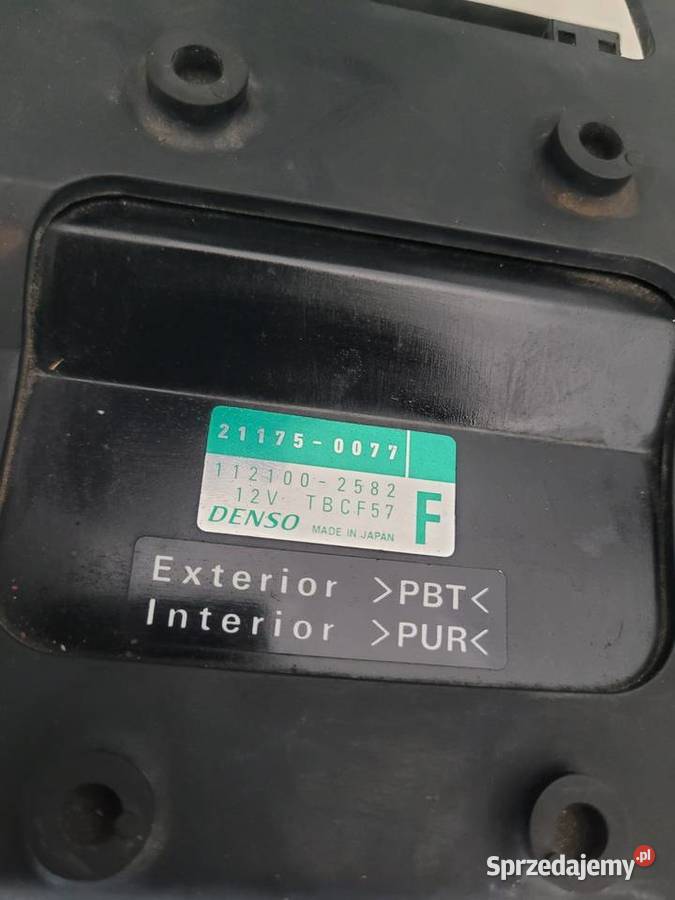 21175-0077
112100-2582
12V TBCF57
F
DENSO MADE IN JAPAN
Exterior >PBT<
Interior >PUR<
Sprzedajemy.pl